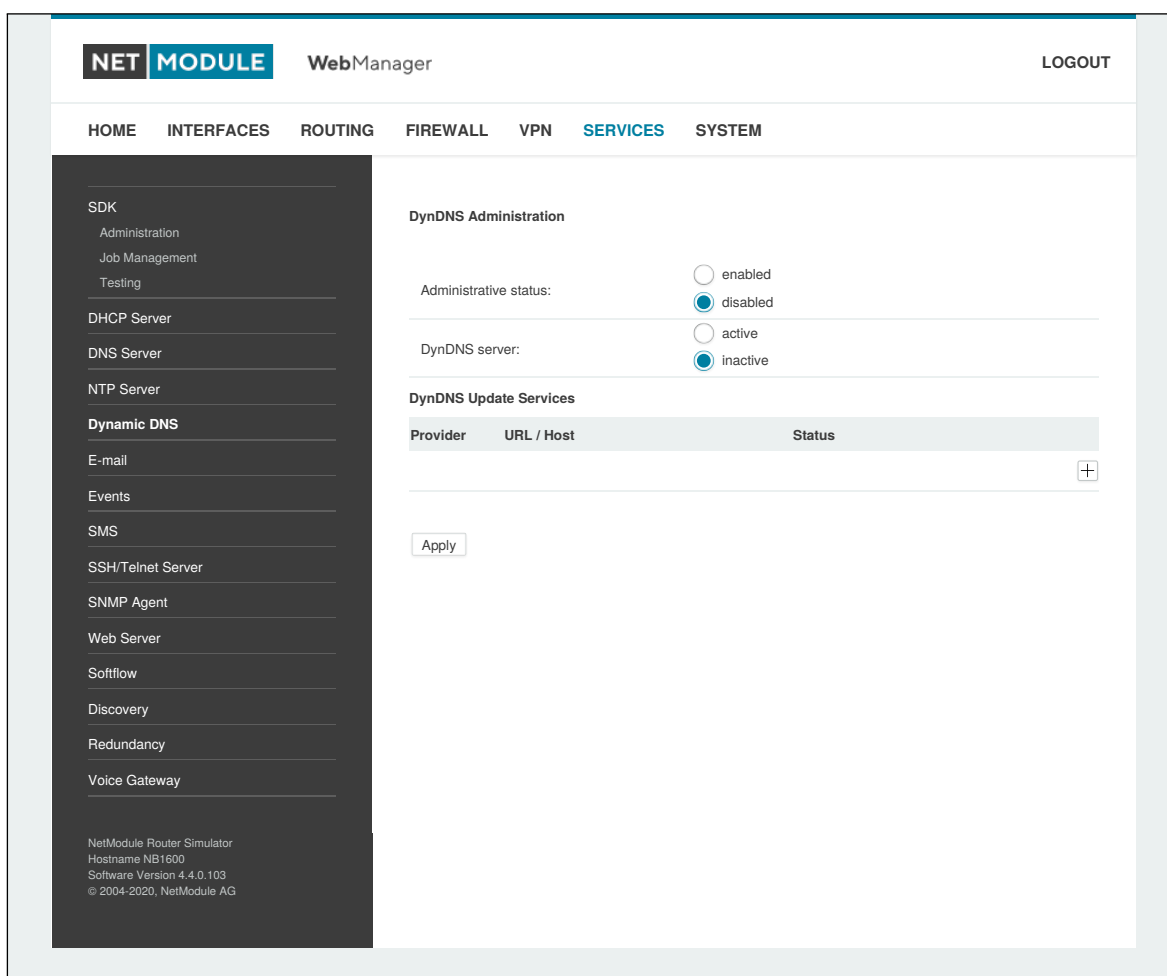 NET MODULE WebManager LOGOUT
HOME INTERFACES ROUTING FIREWALL VPN SERVICES SYSTEM
SDK
Administration
Job Management
Testing
DHCP Server
DNS Server
NTP Server
Dynamic DNS
E-mail
Events
SMS
SSH/Telnet Server
SNMP Agent
Web Server
Softflow
Discovery
Redundancy
Voice Gateway
NetModule Router Simulator
Hostname NB1600
Software Version 4.4.0.103
© 2004-2020, NetModule AG
DynDNS Administration
Administrative status:
enabled
disabled
DynDNS server:
active
inactive
DynDNS Update Services
Provider URL / Host Status
Apply